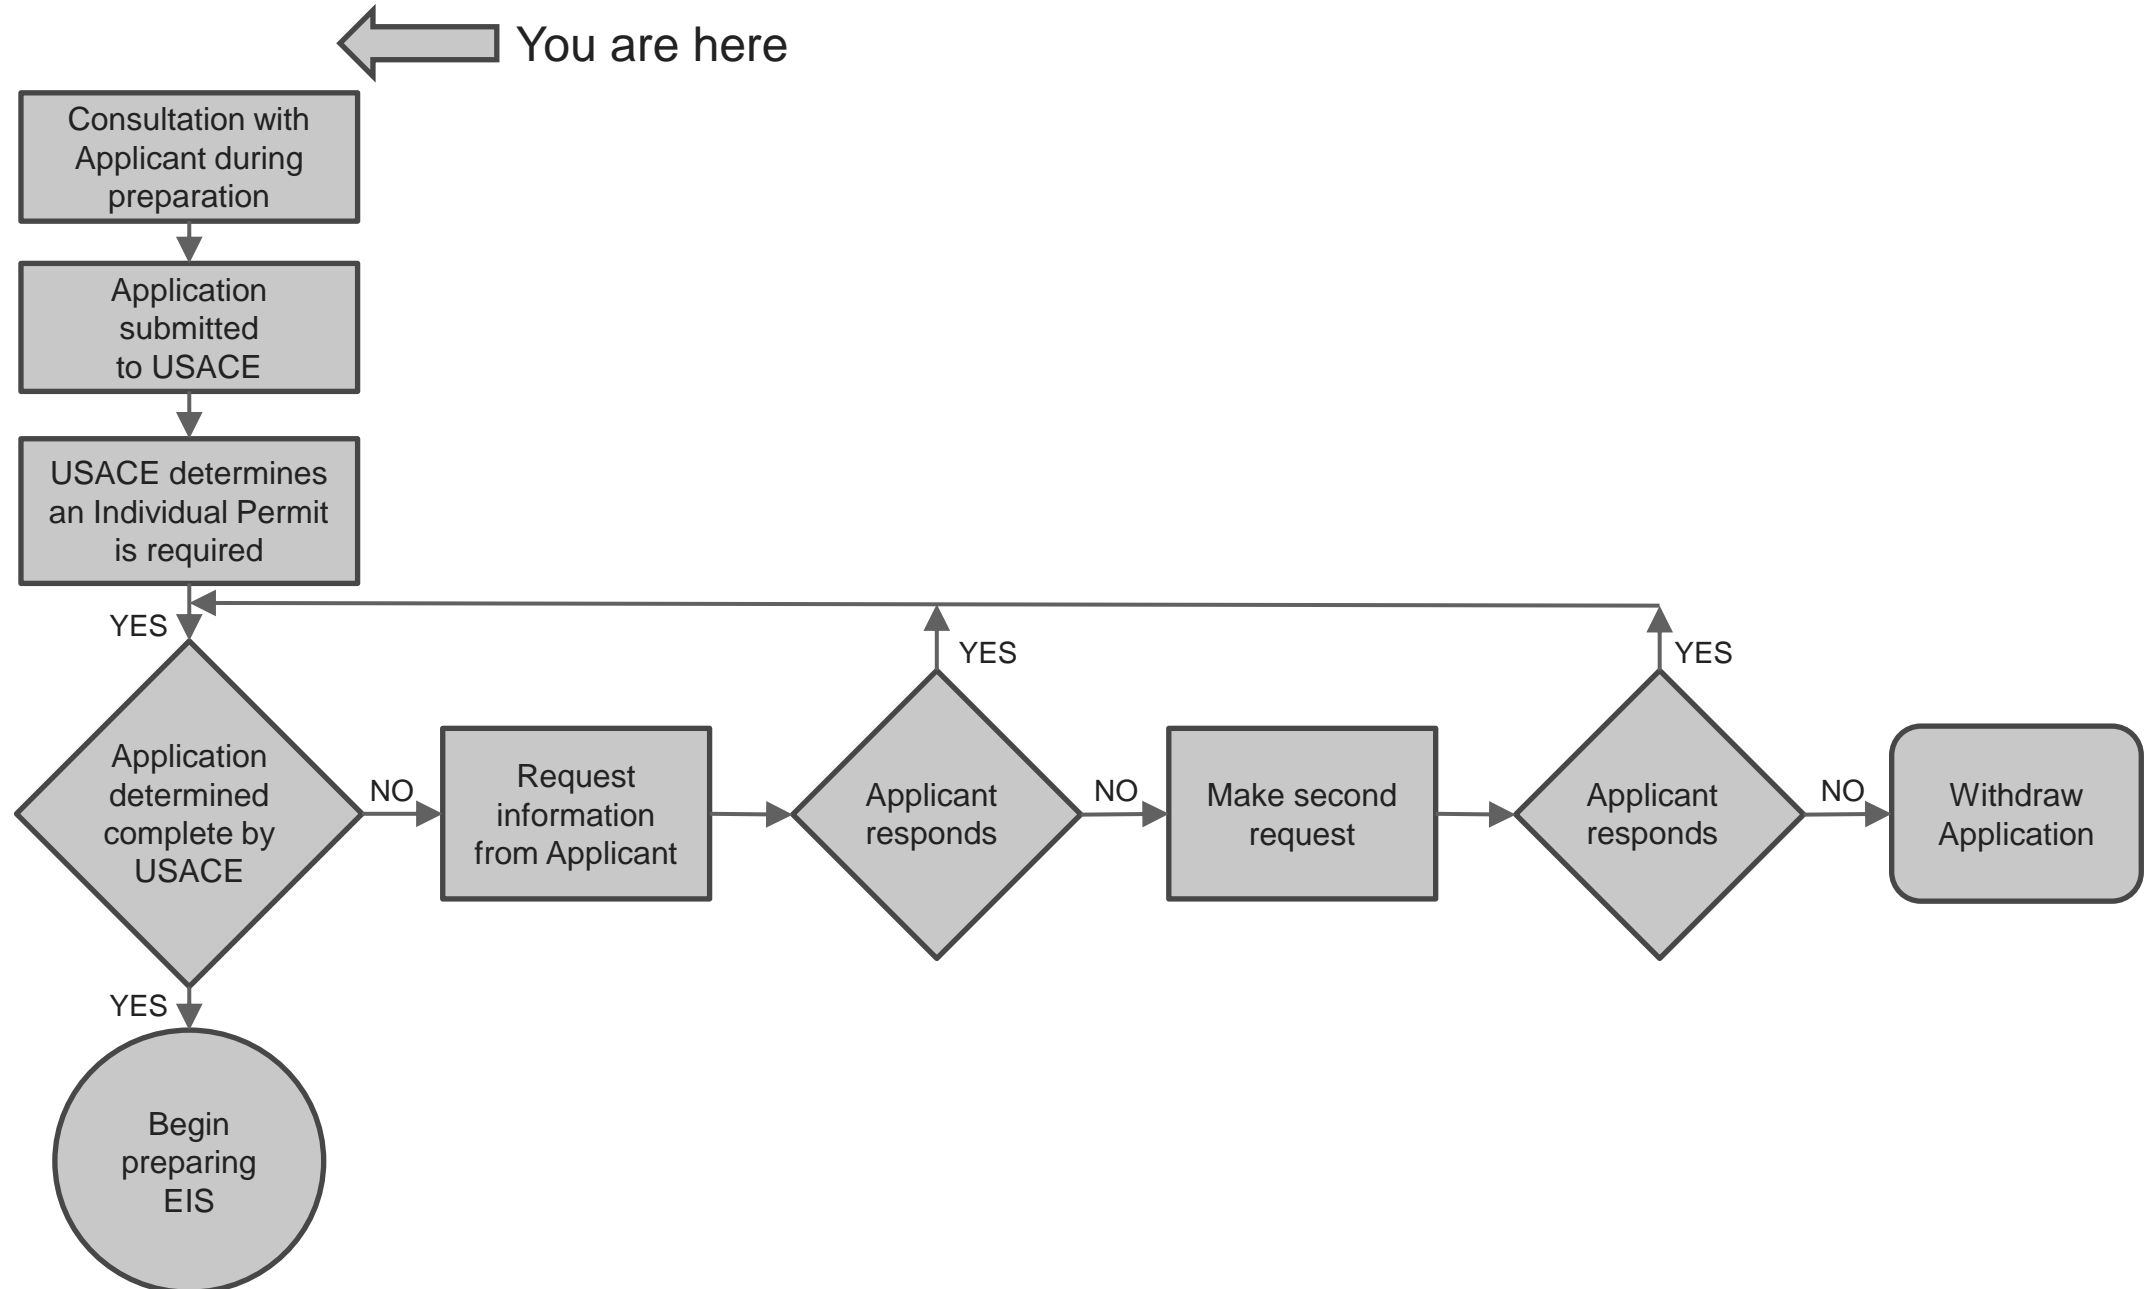 You are here
Consultation with
Applicant during
preparation
Application
submitted
to USACE
USACE determines
an Individual Permit
is required
YES
YES
YES
Application
determined
complete by
USACE
NO
Request
information
from Applicant
Applicant
responds
NO
Make second
request
Applicant
responds
NO
Withdraw
Application
YES
Begin
preparing
EIS